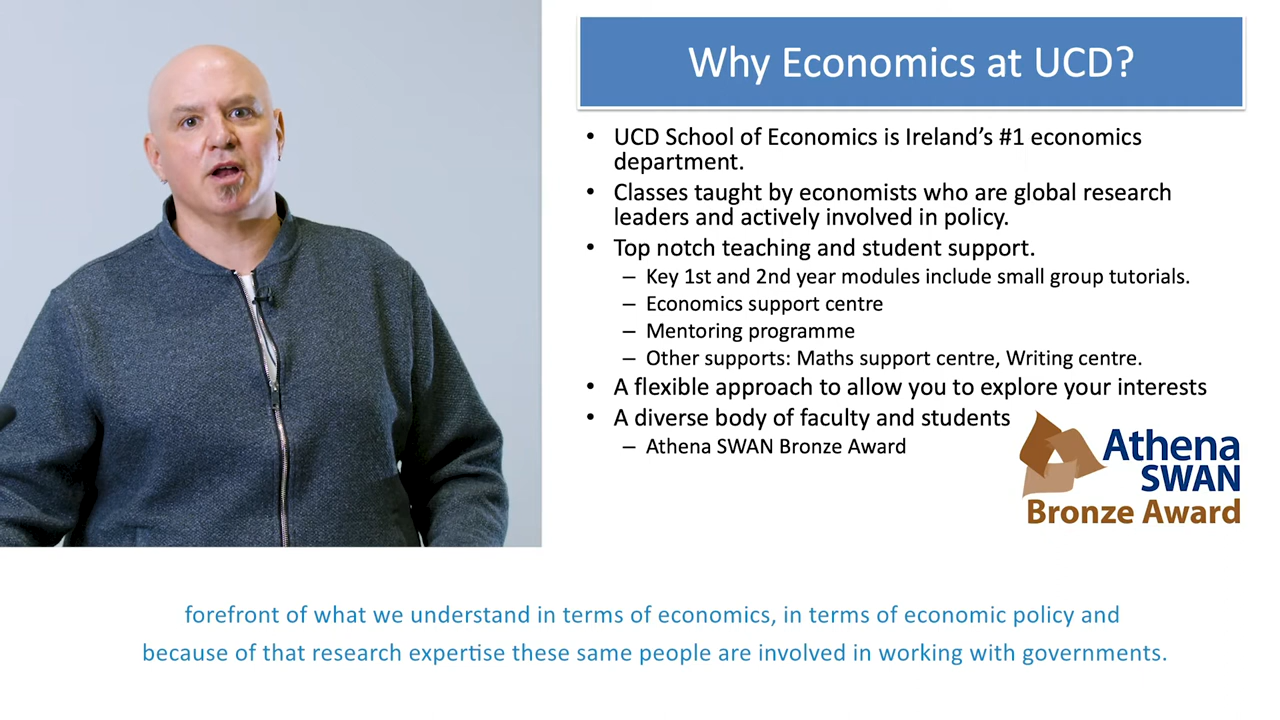 Why Economics at UCD?
• UCD School of Economics is Ireland's #1 economics
department.
• Classes taught by economists who are global research
leaders and actively involved in policy.
• Top notch teaching and student support.
– Key 1st and 2nd year modules include small group tutorials.
– Economics support centre
– Mentoring programme
– Other supports: Maths support centre, Writing centre.
• A flexible approach to allow you to explore your interests
• A diverse body of faculty and students
– Athena SWAN Bronze Award
Athena
SWAN
Bronze Award
forefront of what we understand in terms of economics, in terms of economic policy and
because of that research expertise these same people are involved in working with governments.